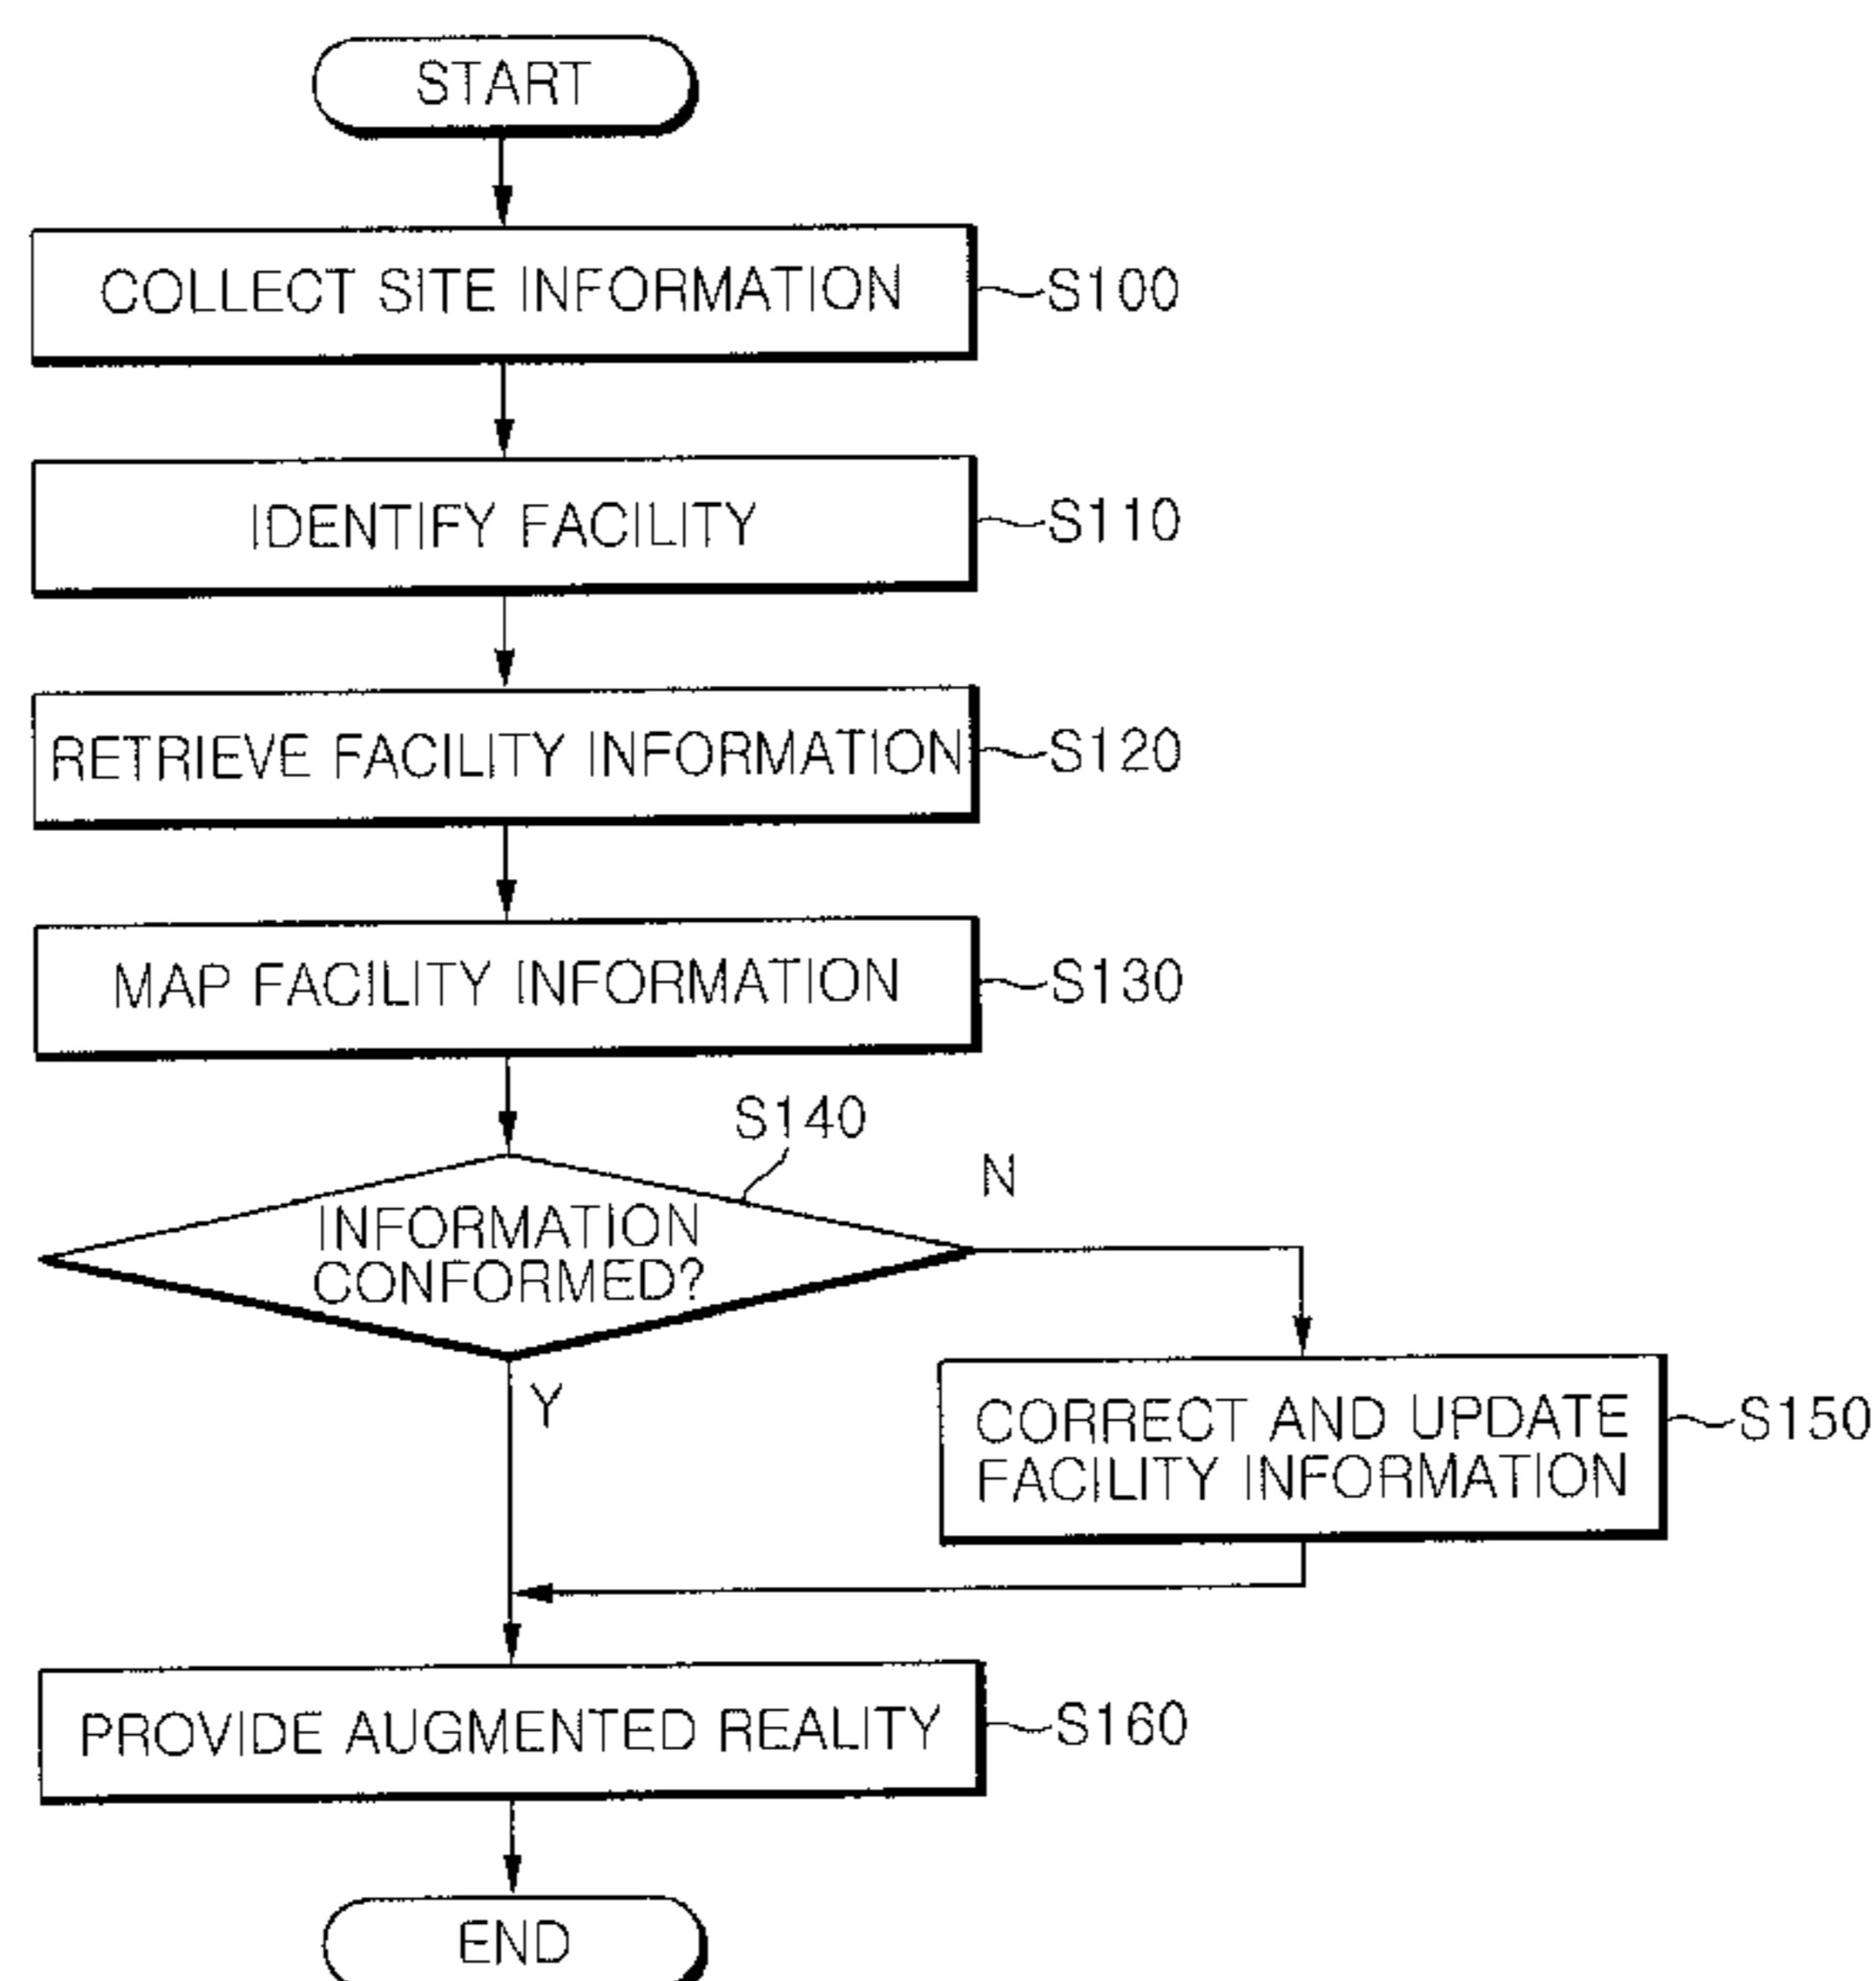 START
COLLECT SITE INFORMATION
S100
IDENTIFY FACILITY
S110
RETRIEVE FACILITY INFORMATION
S120
MAP FACILITY INFORMATION
S130
S140
N
INFORMATION
CONFORMED?
Y
CORRECT AND UPDATE
FACILITY INFORMATION
S150
PROVIDE AUGMENTED REALITY
S160
END